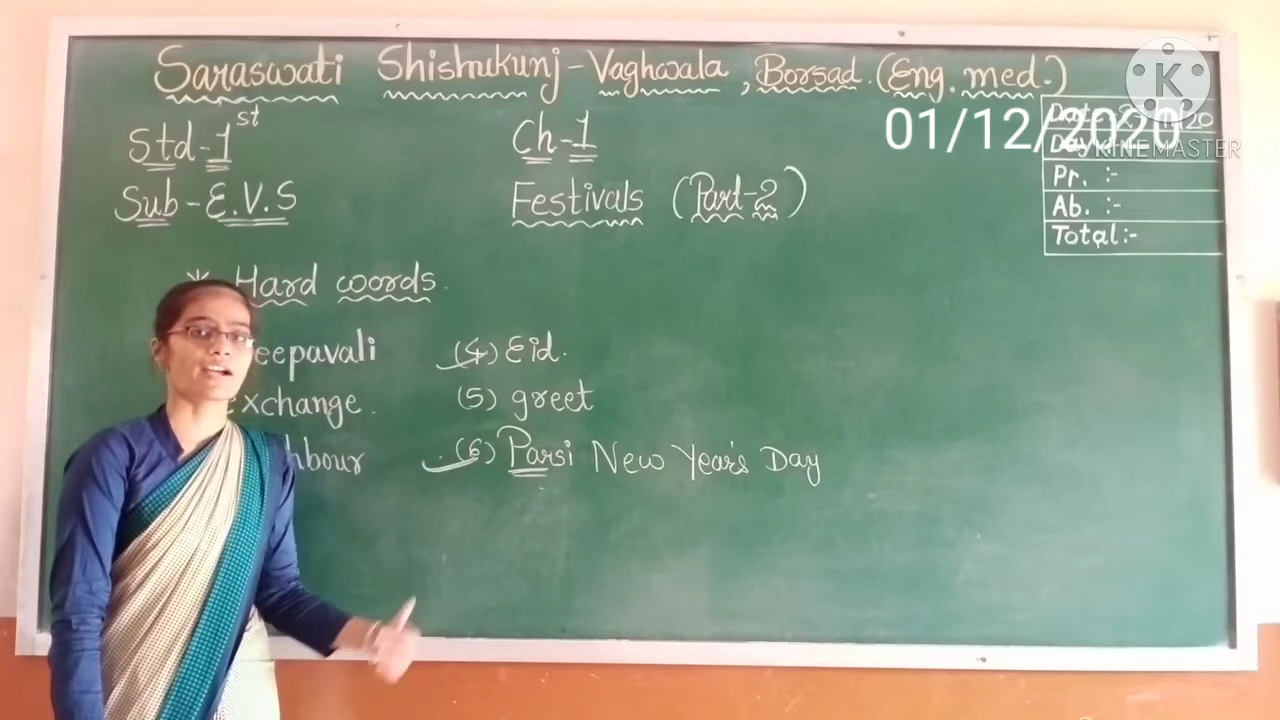 Saraswati Shishukunj - Vaghwala , Borsad . (Eng. med.)
Std - 1st
Ch - 1
Sub - E.V.S
Festivals (Part - 2)
01/12/2020
K
KINEMASTER
Pr. :-
Ab. :-
Total:-
* Hard words.
eepavali
(4) Eid.
xchange.
(5) greet
hbour
(6) Parsi New Year's Day